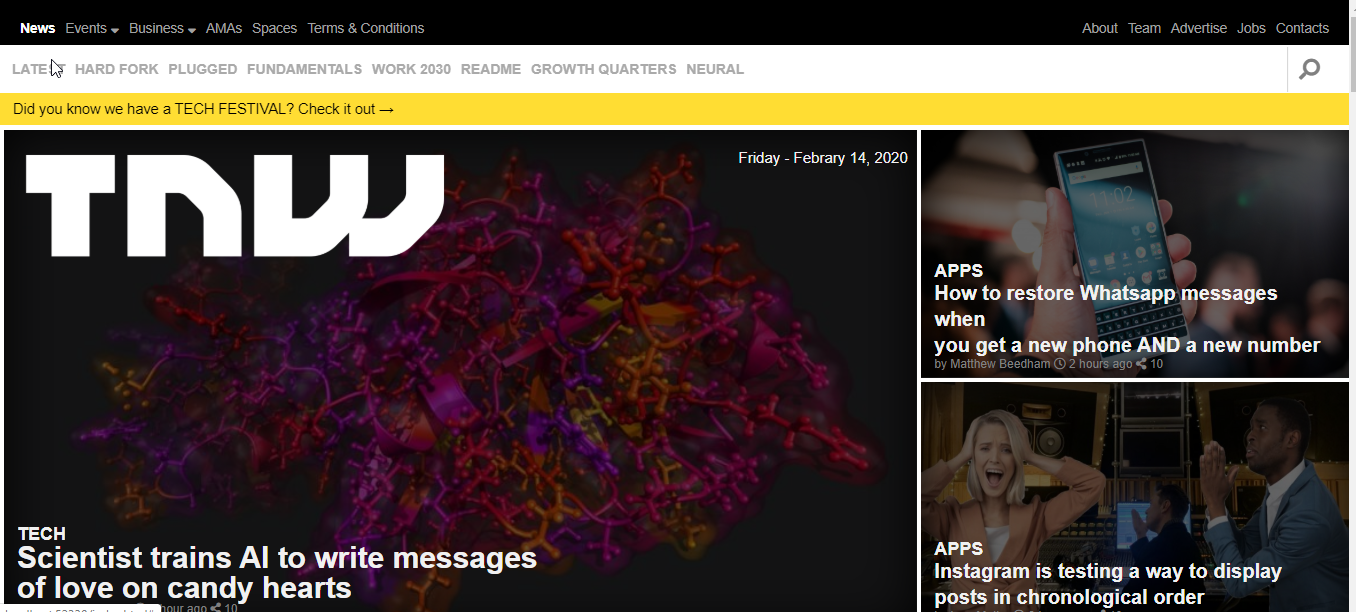 News Events Business AMAs Spaces Terms & Conditions About Team Advertise Jobs Contacts
HARD FORK PLUGGED FUNDAMENTALS WORK 2030 README GROWTH QUARTERS NEURAL
Did you know we have a TECH FESTIVAL? Check it out →
TNW
Friday - Febrary 14, 2020
TECH
Scientist trains AI to write messages
of love on candy hearts
hour ago 10
11:02
APPS
How to restore Whatsapp messages
when
you get a new phone AND a new number
by Matthew Beedham 2 hours ago 10
APPS
Instagram is testing a way to display
posts in chronological order